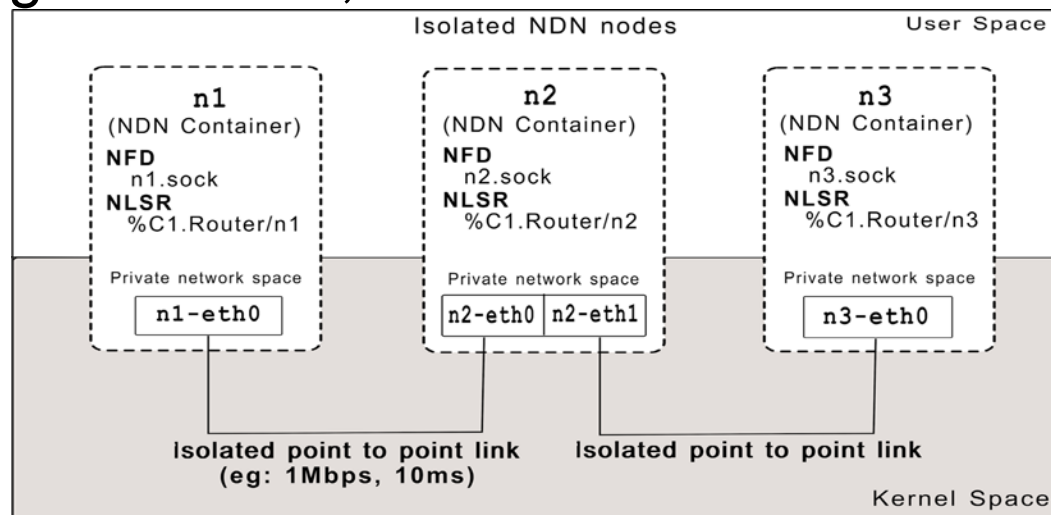 Isolated NDN nodes
User Space
n1
(NDN Container)
NFD
n1.sock
NLSR
%C1.Router/n1
Private network space
n1-eth0
n2
(NDN Container)
NFD
n2.sock
NLSR
%C1.Router/n2
Private network space
n2-eth0
n2-eth1
n3
(NDN Container)
NFD
n3.sock
NLSR
%C1.Router/n3
Private network space
n3-eth0
Isolated point to point link
(eg: 1Mbps, 10ms)
Isolated point to point link
Kernel Space